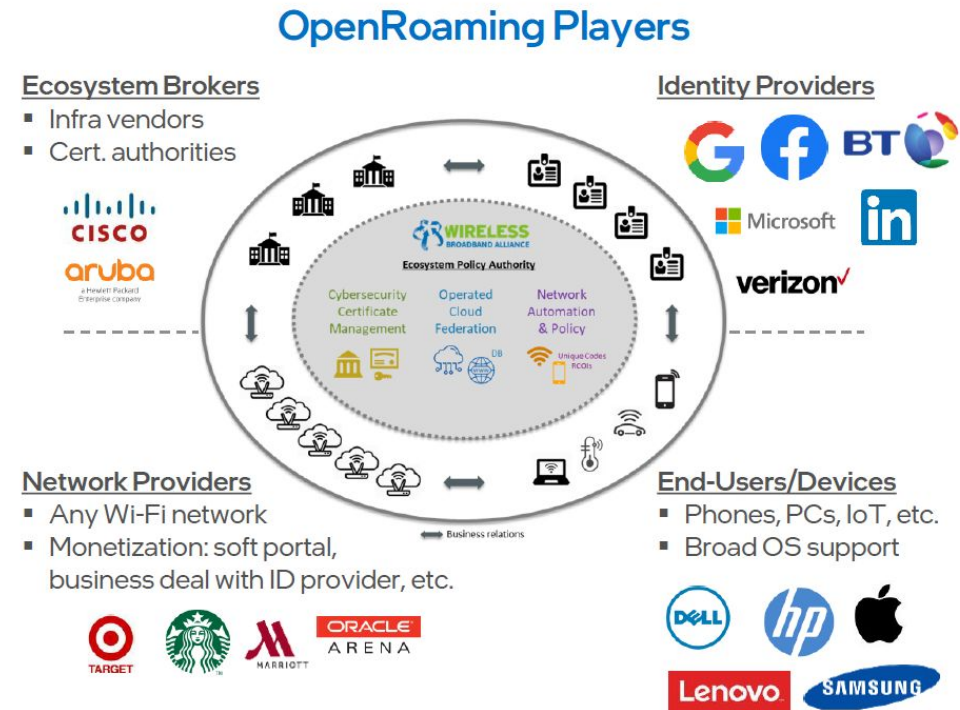 OpenRoaming Players
Ecosystem Brokers
▪ Infra vendors
▪ Cert. authorities
CISCO
aruba
a Hewlett Packard
Enterprise company
Identity Providers
G
f
BT
Microsoft
in
verizon✓
WIRELESS
BROADBAND ALLIANCE
Ecosystem Policy Authority
Cybersecurity
Certificate
Management
Operated
Cloud
Federation
DB
WWW
Network
Automation
& Policy
Unique Codes
RCOIs
Network Providers
▪ Any Wi-Fi network
▪ Monetization: soft portal,
business deal with ID provider, etc.
TARGET
MARRIOTT
ORACLE
ARENA
Business relations
End-Users/Devices
▪ Phones, PCs, IoT, etc.
▪ Broad OS support
DELL
hp
Lenovo
SAMSUNG